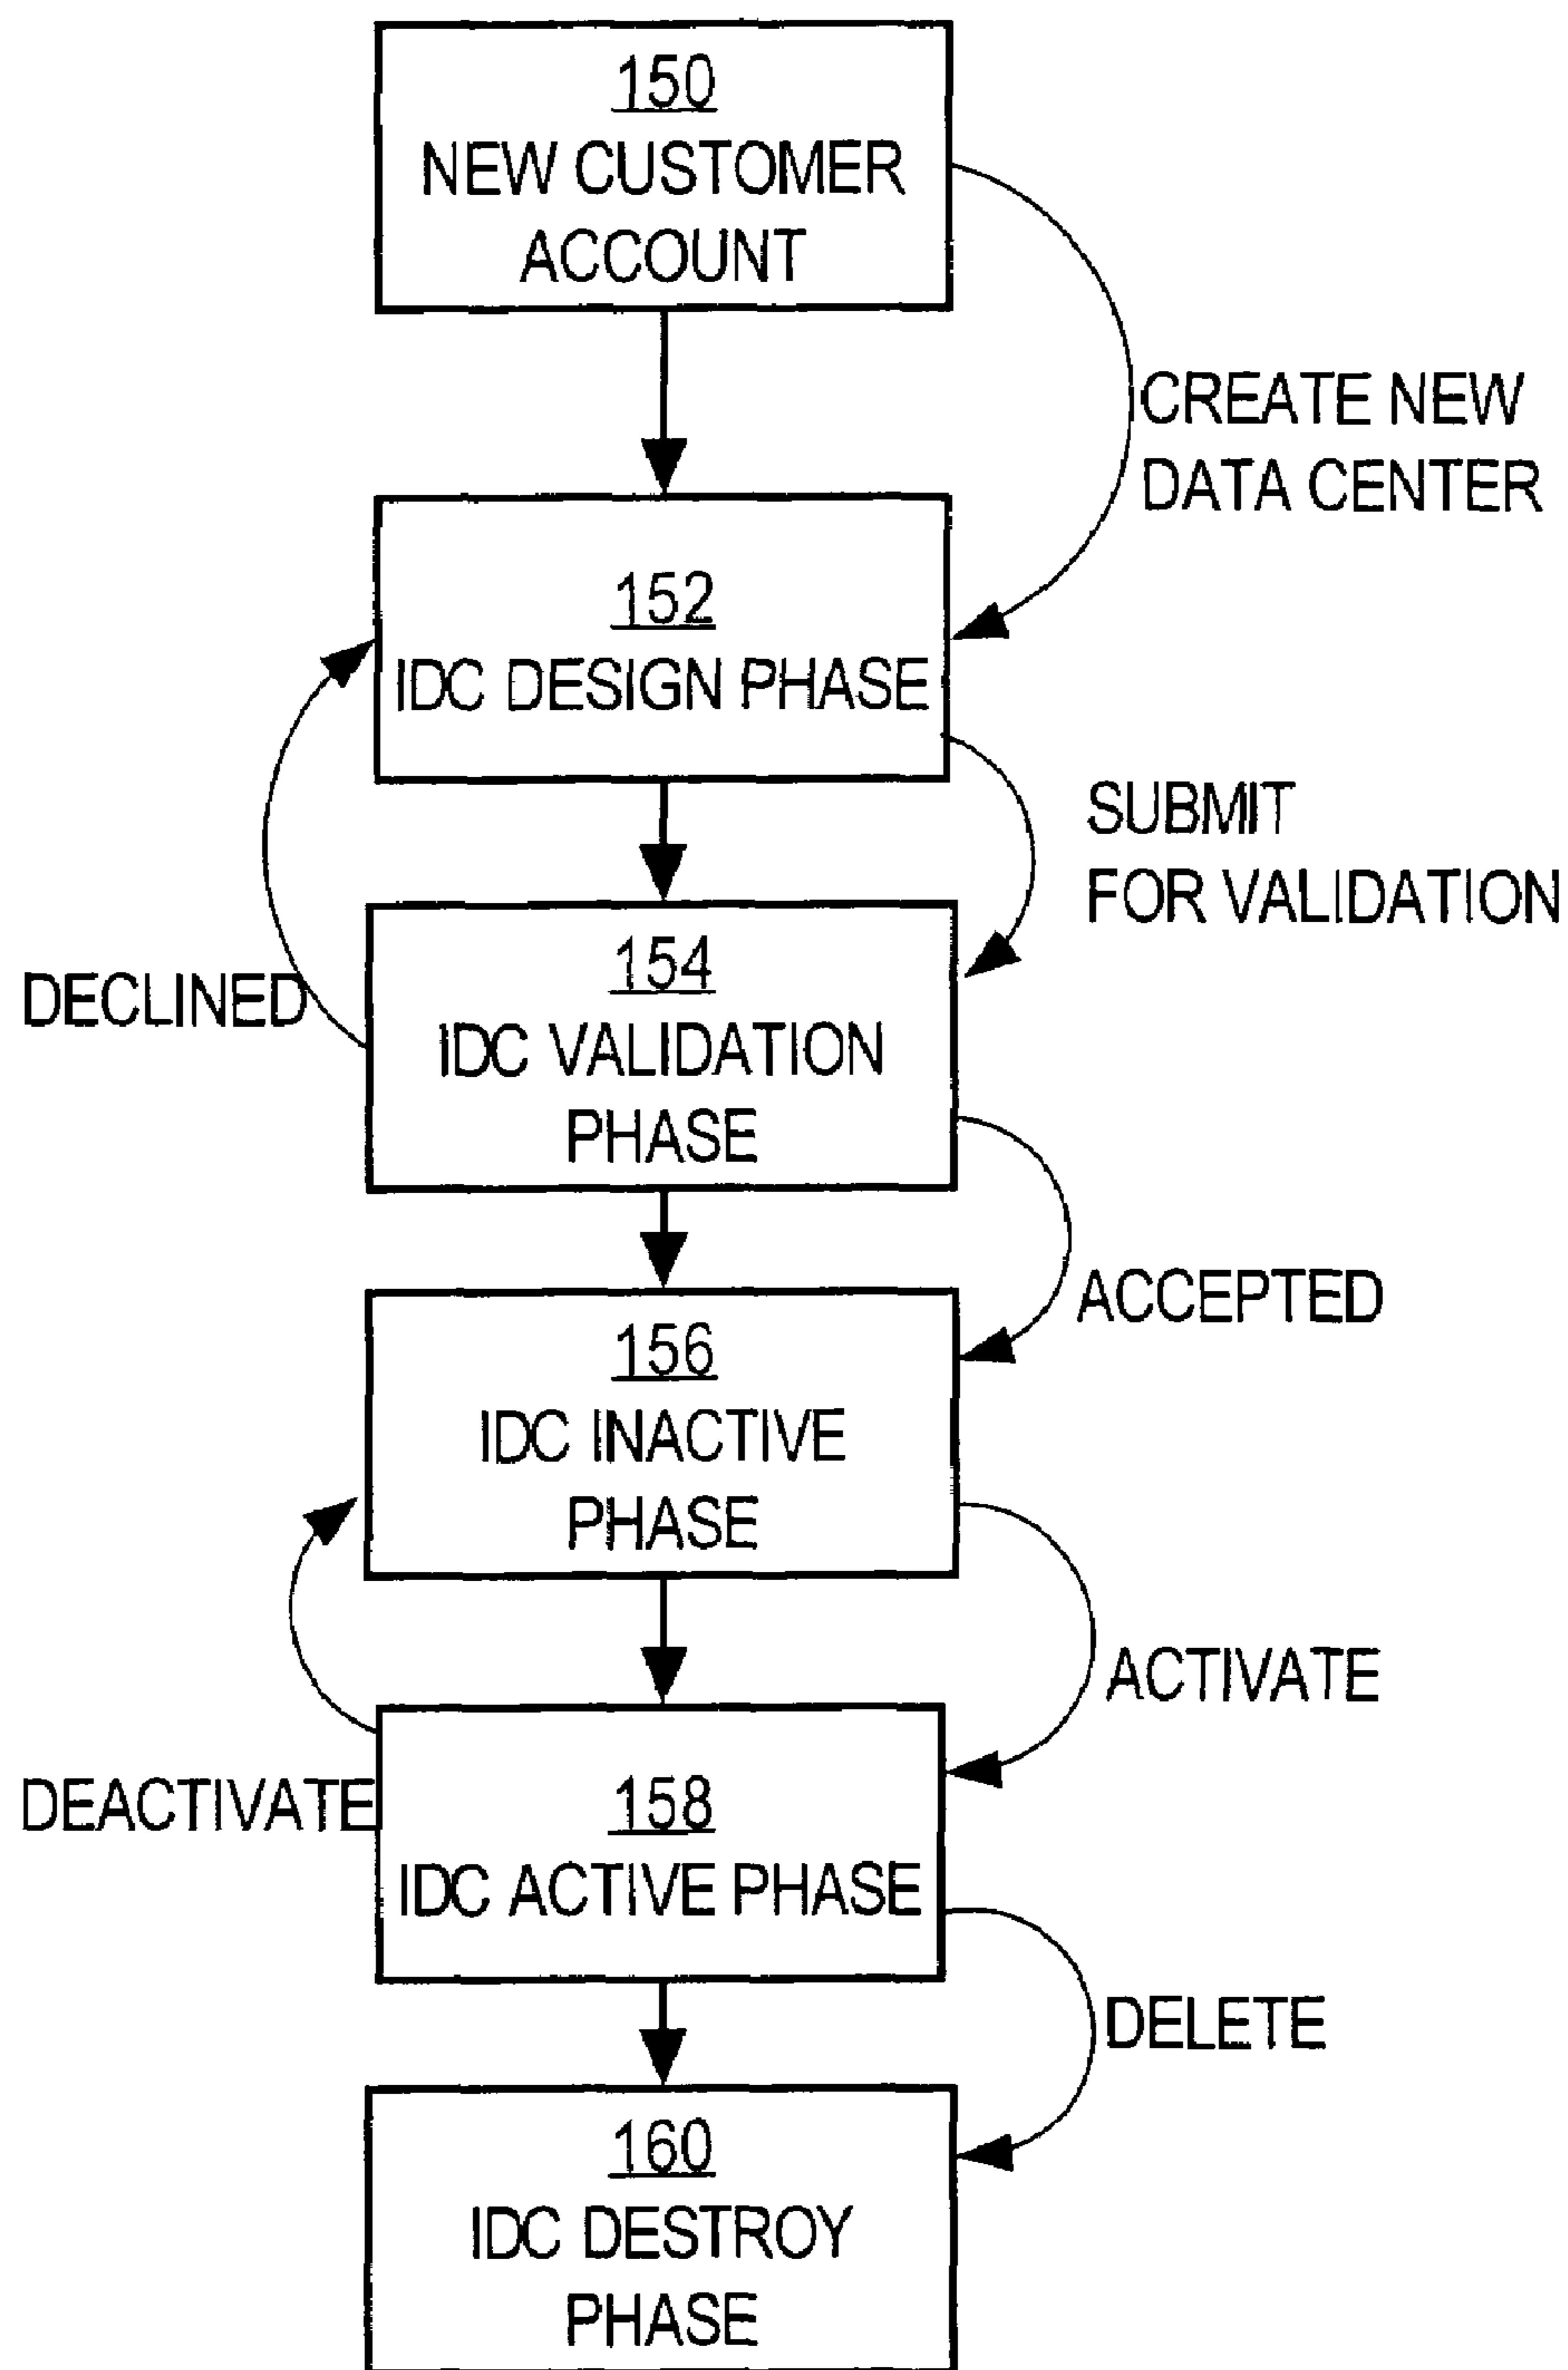 150
NEW CUSTOMER
ACCOUNT
CREATE NEW
DATA CENTER
152
IDC DESIGN PHASE
SUBMIT
FOR VALIDATION
DECLINED
154
IDC VALIDATION
PHASE
ACCEPTED
156
IDC INACTIVE
PHASE
ACTIVATE
DEACTIVATE
158
IDC ACTIVE PHASE
DELETE
160
IDC DESTROY
PHASE